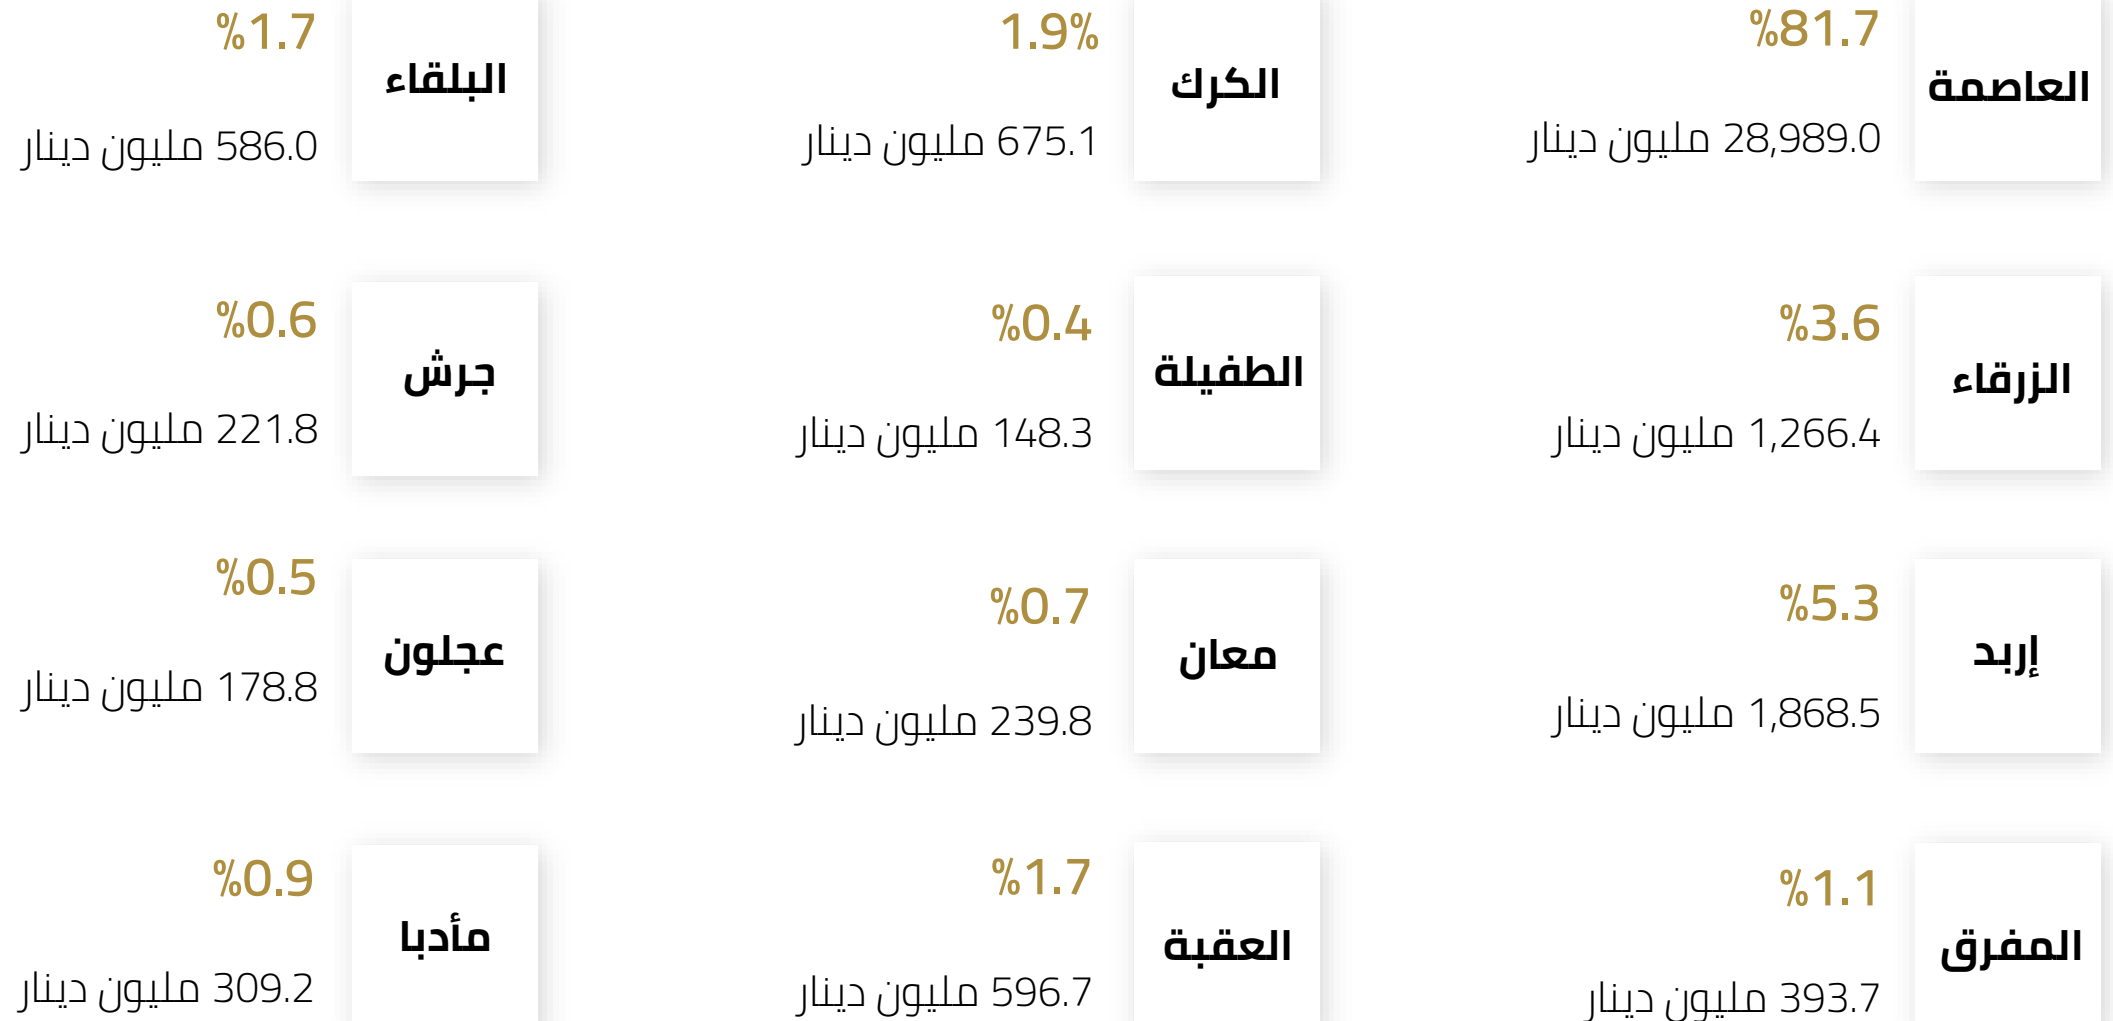 العاصمة
%81.7
28,989.0 مليون دينار
الكرك
1.9%
675.1 مليون دينار
البلقاء
%1.7
586.0 مليون دينار
الزرقاء
%3.6
1,266.4 مليون دينار
الطفيلة
%0.4
148.3 مليون دينار
جرش
%0.6
221.8 مليون دينار
إربد
%5.3
1,868.5 مليون دينار
معان
%0.7
239.8 مليون دينار
عجلون
%0.5
178.8 مليون دينار
المفرق
%1.1
393.7 مليون دينار
العقبة
%1.7
596.7 مليون دينار
مأدبا
%0.9
309.2 مليون دينار